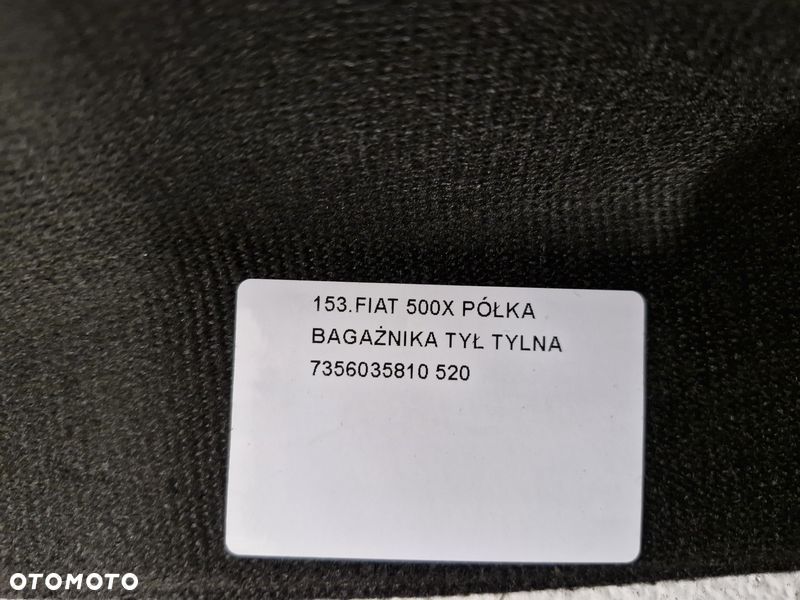 153.FIAT 500X PÓŁKA
BAGAŻNIKA TYŁ TYLNA
7356035810 520
OTOMOTO